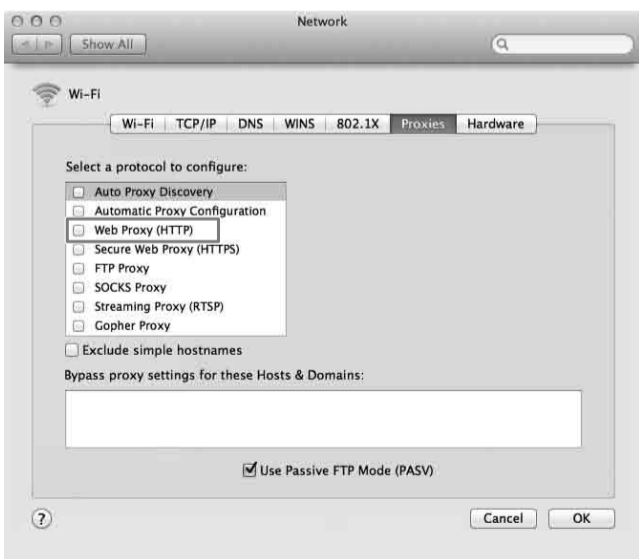 Network
Show All
Wi-Fi
Wi-Fi TCP/IP DNS WINS 802.1X Proxies Hardware
Select a protocol to configure:
Auto Proxy Discovery
Automatic Proxy Configuration
Web Proxy (HTTP)
Secure Web Proxy (HTTPS)
FTP Proxy
SOCKS Proxy
Streaming Proxy (RTSP)
Gopher Proxy
Exclude simple hostnames
Bypass proxy settings for these Hosts & Domains:
Use Passive FTP Mode (PASV)
? Cancel OK